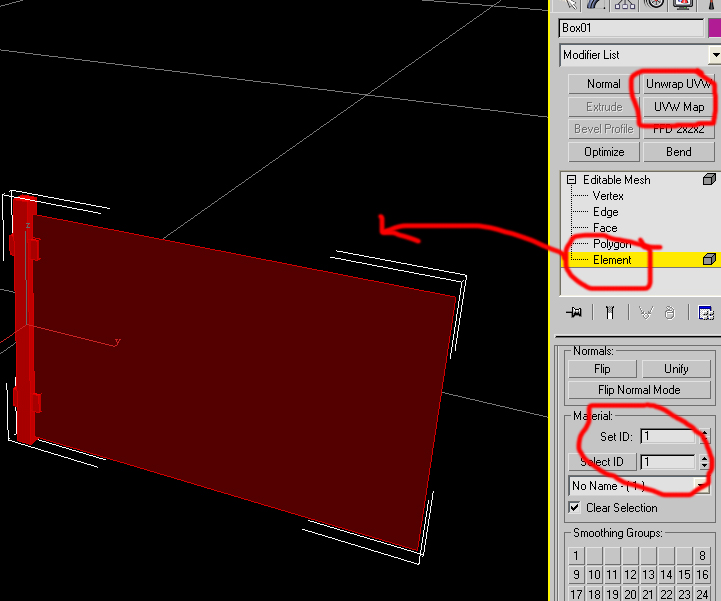 Box01
Modifier List
Normal Unwrap UVW
Extrude UVW Map
Bevel Profile FFD 2x2x2
Optimize Bend
Editable Mesh
Vertex
Edge
Face
Polygon
Element
z
y
Normals:
Flip Unify
Flip Normal Mode
Material:
Set ID: 1
Select ID 1
No Name - ( 1 )
Clear Selection
Smoothing Groups:
1 8
9 10 11 12 13 14 15 16
17 18 19 20 21 22 23 24